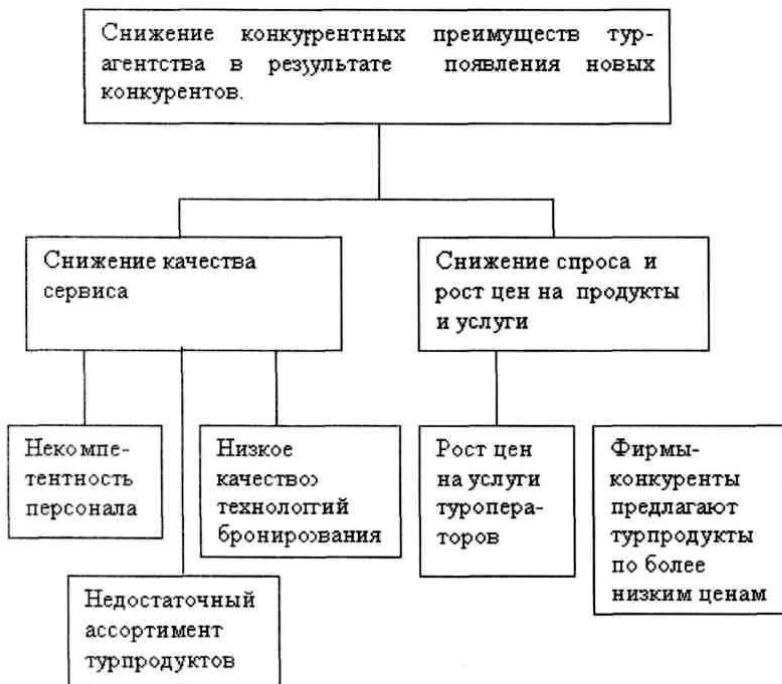 Снижение конкурентных преимуществ тур-
агентства в результате появления новых
конкурентов.
Снижение качества
сервиса
Снижение спроса и
рост цен на продукты
и услуги
Некомпе-
тентность
персонала
Низкое
качество
технологий
бронирования
Рост цен
на услуги
туропера-
торов
Фирмы-
конкуренты
предлагают
турпродукты
по более
низким ценам
Недостаточный
ассортимент
турпродуктов